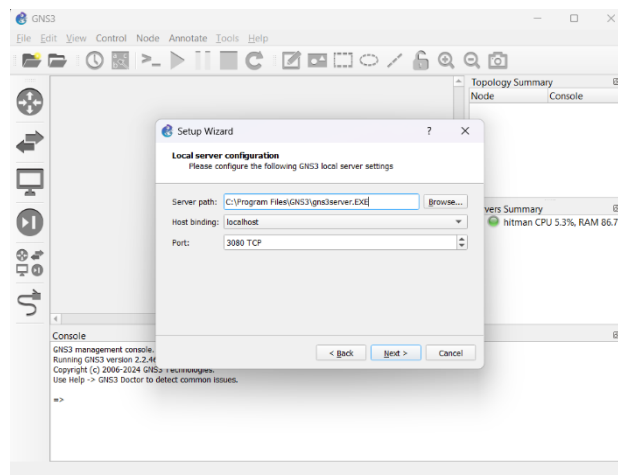 GNS3
File Edit View Control Node Annotate Tools Help
Topology Summary
Node Console
Setup Wizard
Local server configuration
Please configure the following GNS3 local server settings
Server path: C:\Program Files\GNS3\gns3server.EXE Browse...
Host binding: localhost
Port: 3080 TCP
vers Summary
hitman CPU 5.3%, RAM 86.7
< Back Next > Cancel
Console
GNS3 management console.
Running GNS3 version 2.2.46
Copyright (c) 2006-2024 GNS3 Technologies.
Use Help -> GNS3 Doctor to detect common issues.
=>